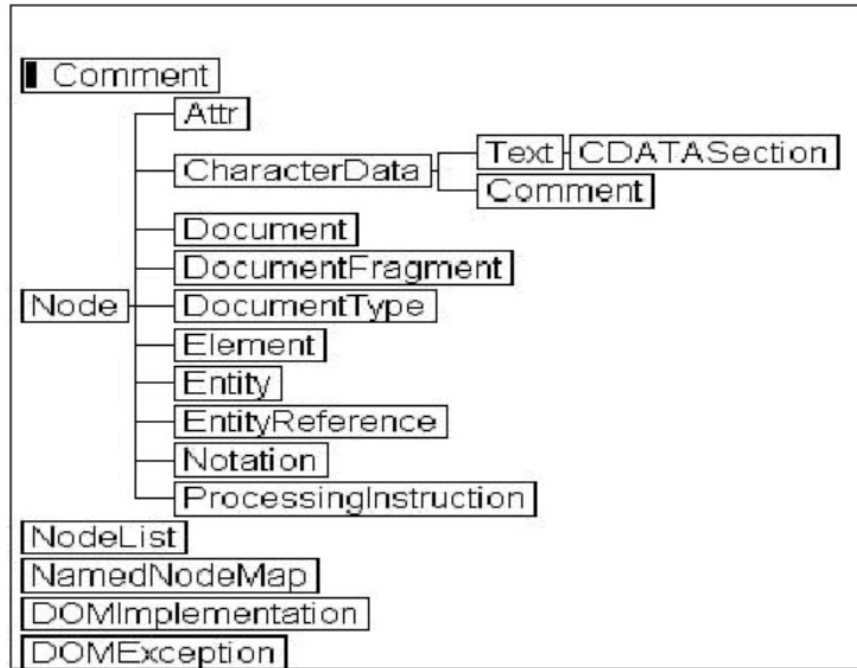 Comment
Attr
CharacterData Text CDATASection
Comment
Document
DocumentFragment
Node DocumentType
Element
Entity
EntityReference
Notation
ProcessingInstruction
NodeList
NamedNodeMap
DOMImplementation
DOMException